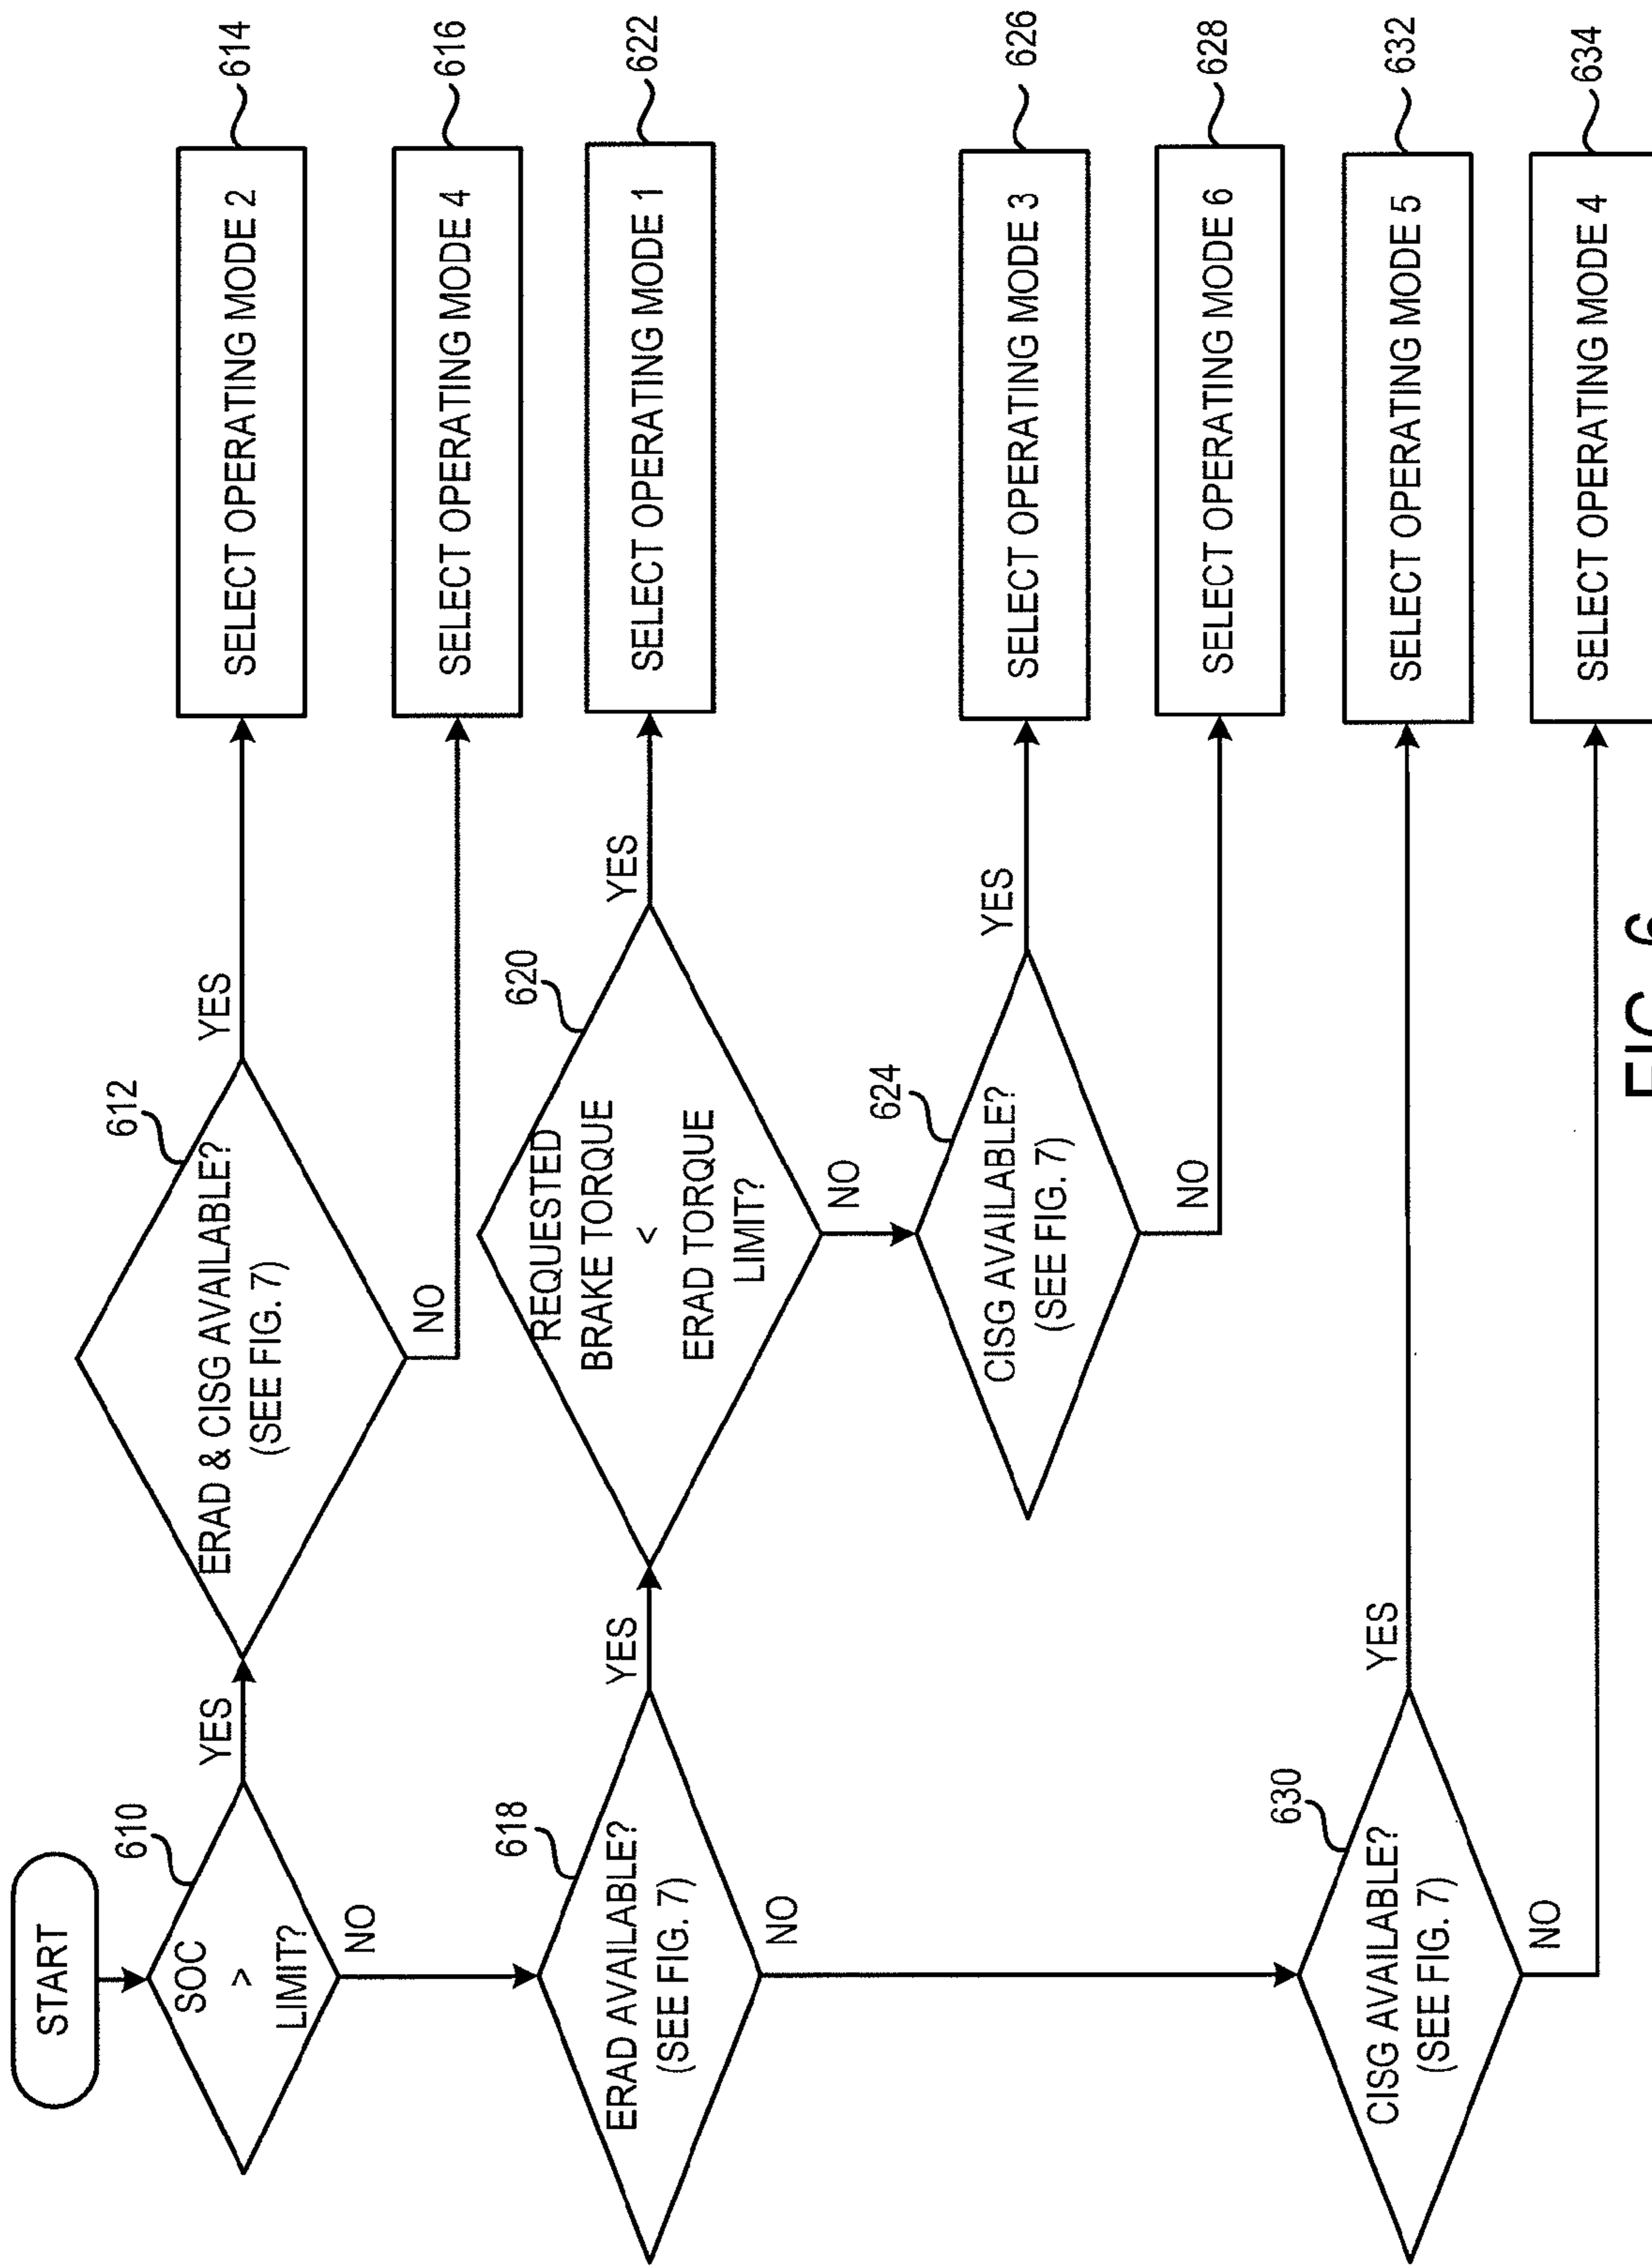 START
610
SOC
>
LIMIT?
YES
NO
612
ERAD & CISG AVAILABLE?
(SEE FIG. 7)
YES
NO
SELECT OPERATING MODE 2
614
SELECT OPERATING MODE 4
616
618
ERAD AVAILABLE?
(SEE FIG. 7)
YES
NO
620
REQUESTED
BRAKE TORQUE
<
ERAD TORQUE
LIMIT?
YES
NO
SELECT OPERATING MODE 1
622
624
CISG AVAILABLE?
(SEE FIG. 7)
YES
NO
SELECT OPERATING MODE 3
626
SELECT OPERATING MODE 6
628
630
CISG AVAILABLE?
(SEE FIG. 7)
YES
NO
SELECT OPERATING MODE 5
632
SELECT OPERATING MODE 4
634
FIG. 6